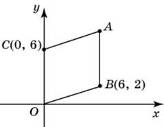 y
A
C(0, 6)
B(6, 2)
O
x